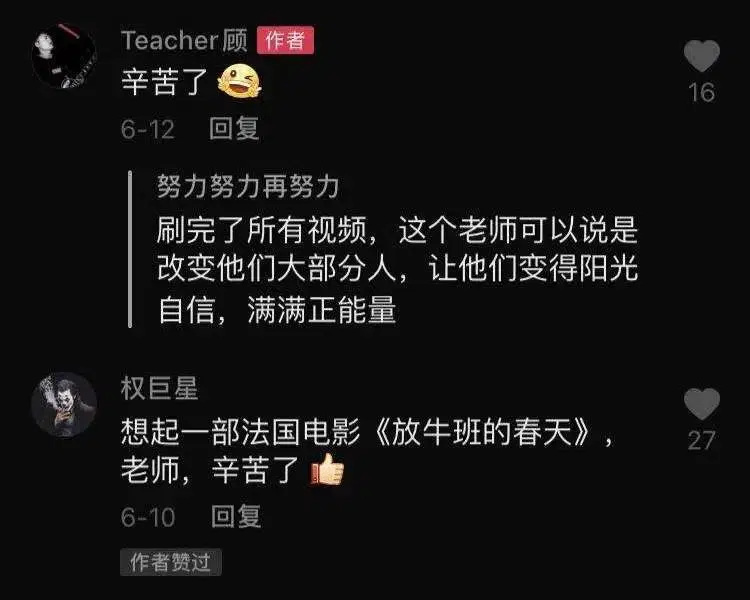 Teacher顾 作者
辛苦了
16
6-12 回复
努力努力再努力
刷完了所有视频，这个老师可以说是
改变他们大部分人，让他们变得阳光
自信，满满正能量
权巨星
想起一部法国电影《放牛班的春天》，
老师，辛苦了
27
6-10 回复
作者赞过